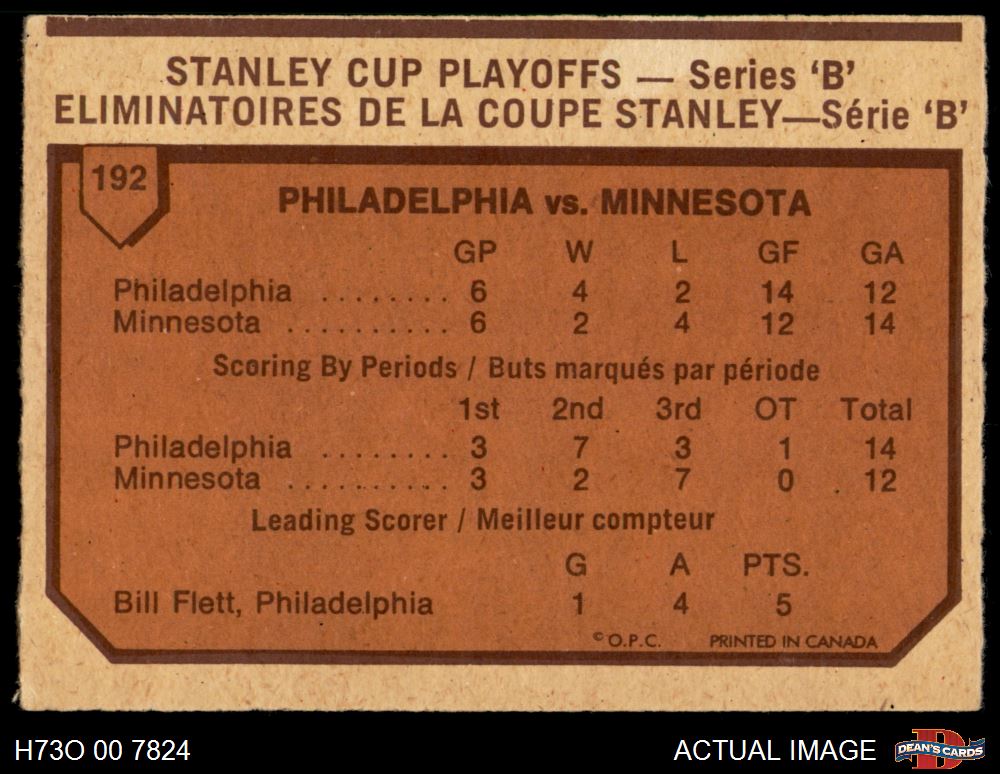 STANLEY CUP PLAYOFFS — Series ‘B’
ELIMINATOIRES DE LA COUPE STANLEY—Série ‘B’
192
PHILADELPHIA vs. MINNESOTA
GP W L GF GA
Philadelphia ........ 6 4 2 14 12
Minnesota .......... 6 2 4 12 14
Scoring By Periods / Buts marqués par période
1st 2nd 3rd OT Total
Philadelphia ........ 3 7 3 1 14
Minnesota .......... 3 2 7 0 12
Leading Scorer / Meilleur compteur
G A PTS.
Bill Flett, Philadelphia 1 4 5
© O.P.C. PRINTED IN CANADA
H73O 00 7824 ACTUAL IMAGE DEAN'S CARDS